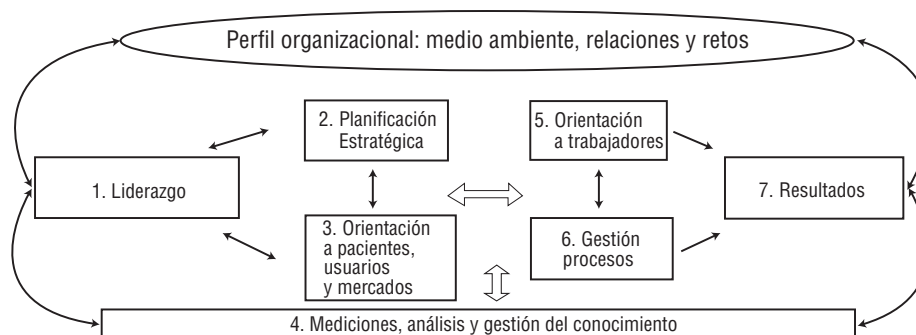 Perfil organizacional: medio ambiente, relaciones y retos
2. Planificación
Estratégica
5. Orientación
a trabajadores
1. Liderazgo
7. Resultados
3. Orientación
a pacientes,
usuarios
y mercados
6. Gestión
procesos
4. Mediciones, análisis y gestión del conocimiento